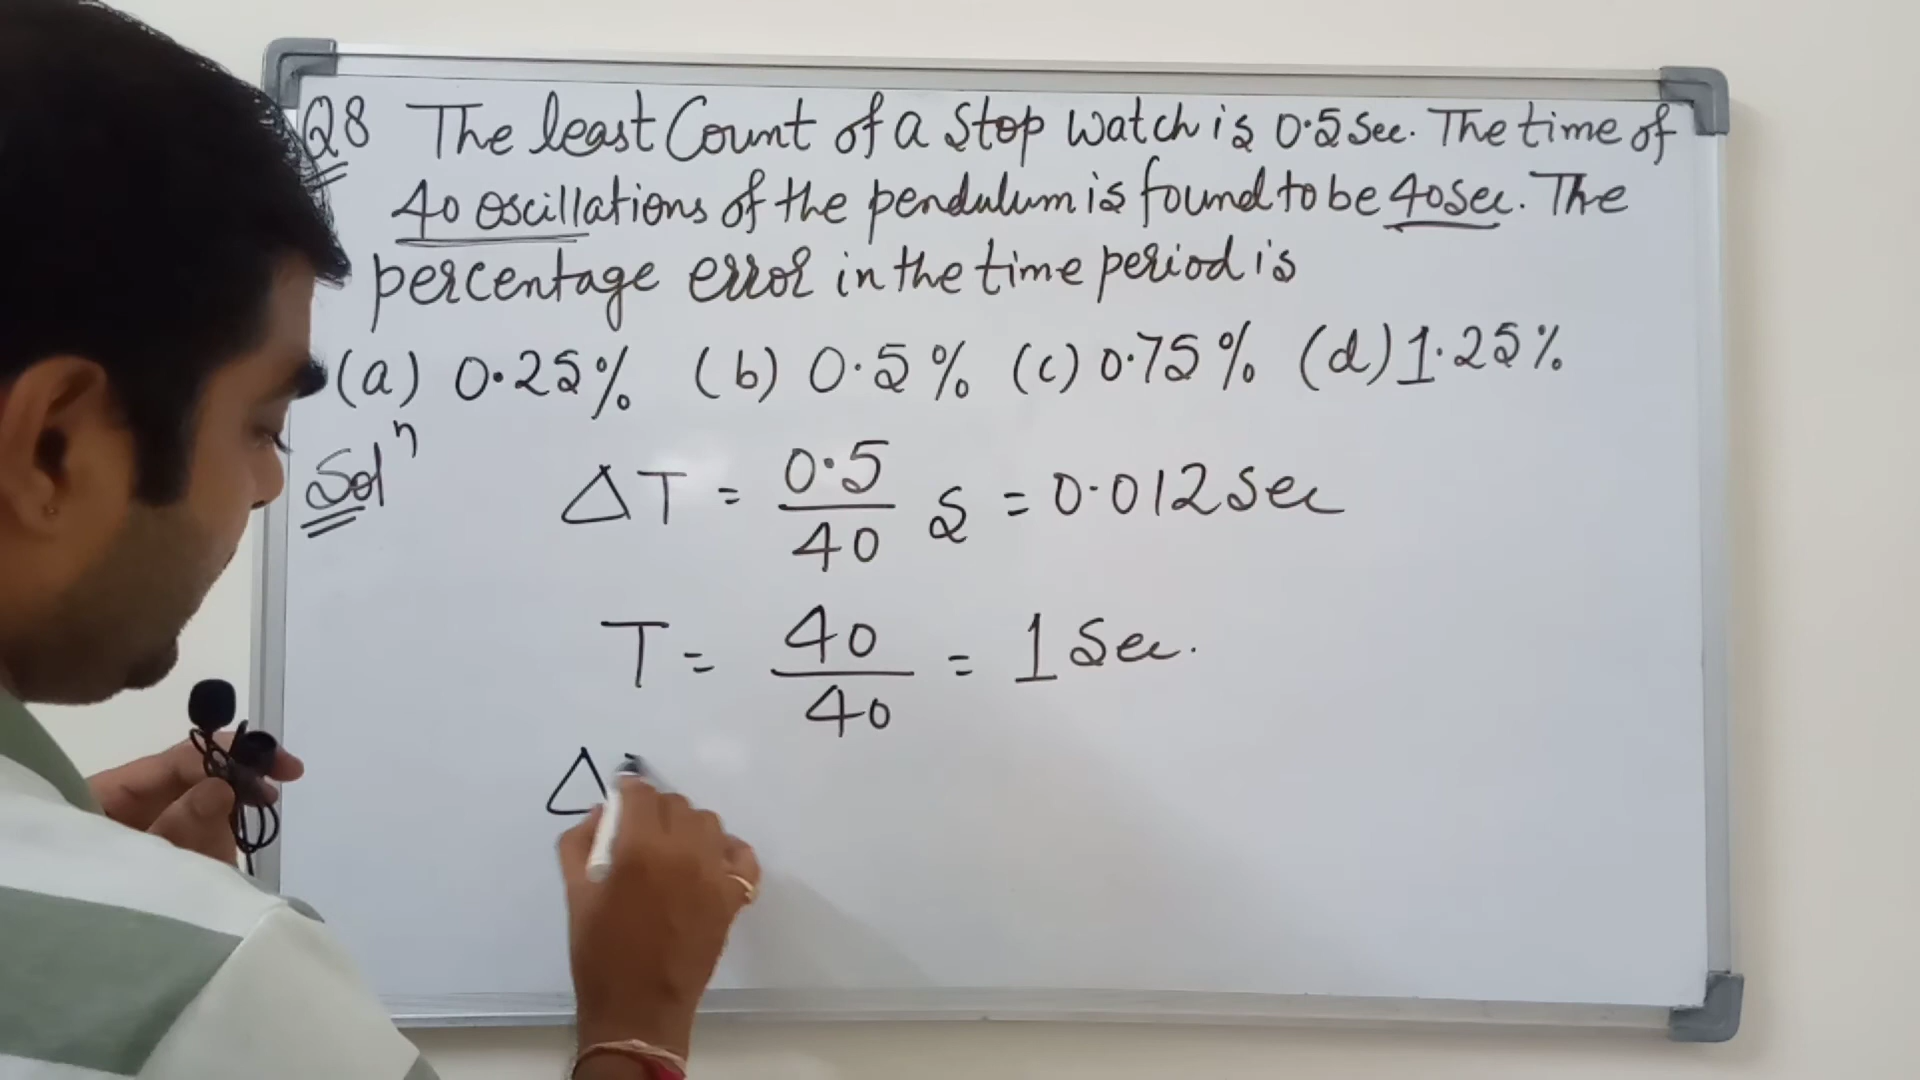 Q8 The least Count of a Stop Watch is 0.5 Sec. The time of
40 oscillations of the pendulum is found to be 40 Sec. The
percentage error in the time period is
(a) 0.25% (b) 0.5% (c) 0.75% (d) 1.25%
Solⁿ ΔT = 0.5/40 s = 0.012 Sec
T = 40/40 = 1 Sec.
Δ